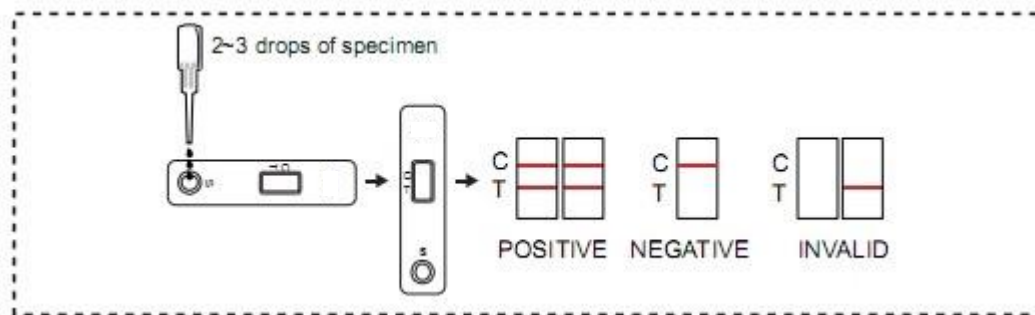 2~3 drops of specimen
S
C
T
S
C
T
C
T
C
T
C
T
POSITIVE
NEGATIVE
INVALID